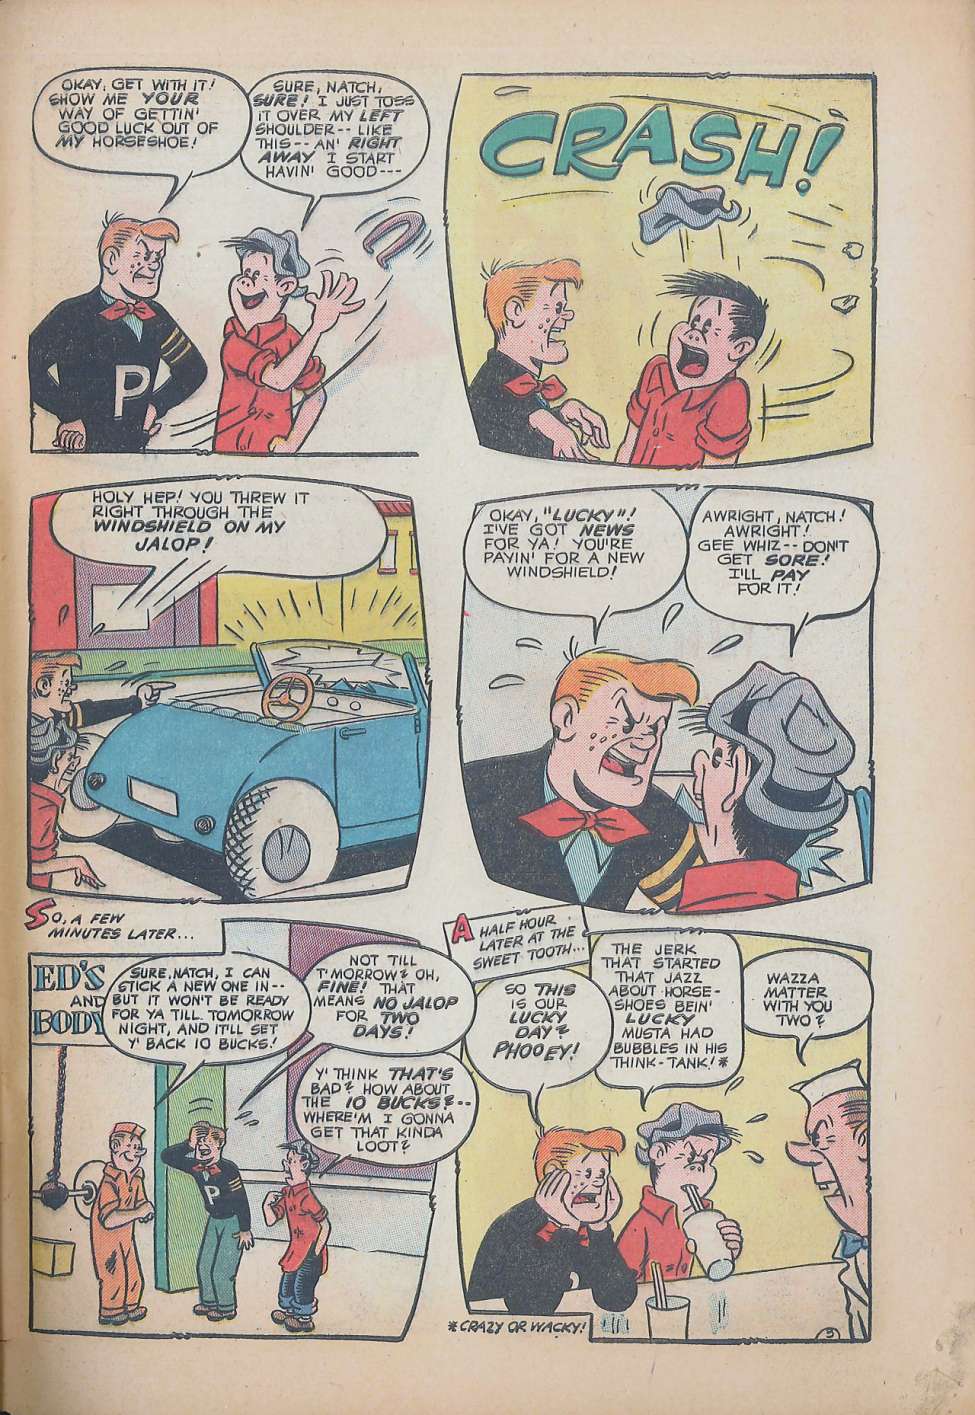 OKAY, GET WITH IT!
SHOW ME YOUR
WAY OF GETTIN'
GOOD LUCK OUT OF
MY HORSESHOE!
SURE, NATCH,
SURE! I JUST TOSS
IT OVER MY LEFT
SHOULDER-- LIKE
THIS-- AN' RIGHT
AWAY I START
HAVIN' GOOD---
P
CRASH!
HOLY HEP! YOU THREW IT
RIGHT THROUGH THE
WINDSHIELD ON MY
JALOP!
OKAY, "LUCKY"!
I'VE GOT NEWS
FOR YA! YOU'RE
PAYIN' FOR A NEW
WINDSHIELD!
AWRIGHT, NATCH!
AWRIGHT!
GEE WHIZ-- DON'T
GET SORE!
I'LL PAY
FOR IT!
SO, A FEW
MINUTES LATER...
ED'S
AND
BODY
SURE, NATCH, I CAN
STICK A NEW ONE IN--
BUT IT WON'T BE READY
FOR YA TILL TOMORROW
NIGHT, AND IT'LL SET
Y' BACK 10 BUCKS!
NOT TILL
T'MORROW? OH,
FINE! THAT
MEANS NO JALOP
FOR TWO
DAYS!
Y' THINK THAT'S
BAD? HOW ABOUT
THE 10 BUCKS?--
WHERE'M I GONNA
GET THAT KINDA
LOOT?
P
A HALF HOUR
LATER AT THE
SWEET TOOTH...
SO THIS
IS OUR
LUCKY
DAY?
PHOOEY!
THE JERK
THAT STARTED
THAT JAZZ
ABOUT HORSE-
SHOES BEIN'
LUCKY
MUSTA HAD
BUBBLES IN HIS
THINK-TANK!*
WAZZA
MATTER
WITH YOU
TWO?
*CRAZY OR WACKY!
3